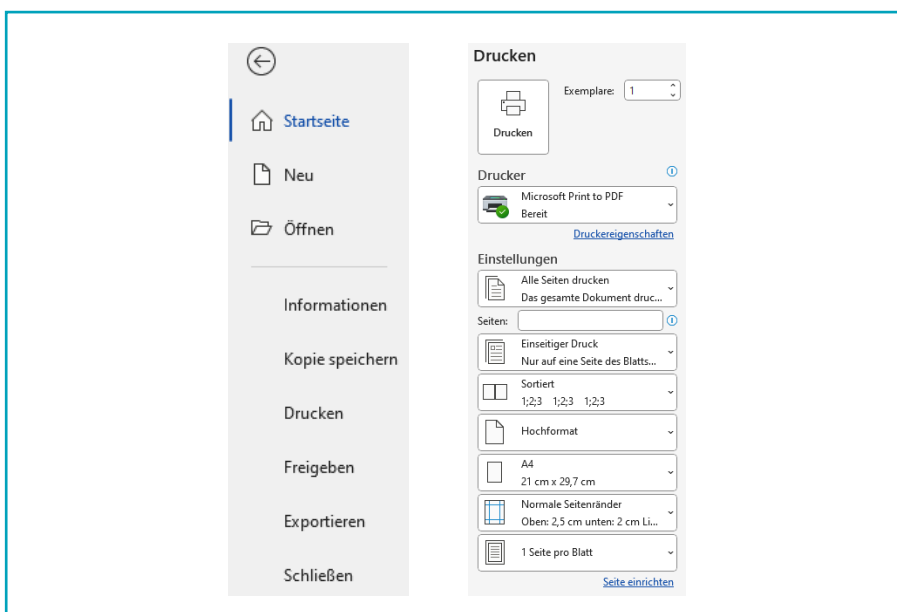 Startseite
Neu
Öffnen
Informationen
Kopie speichern
Drucken
Freigeben
Exportieren
Schließen
Drucken
Exemplare: 1
Drucken
Drucker
Microsoft Print to PDF
Bereit
Druckereigenschaften
Einstellungen
Alle Seiten drucken
Das gesamte Dokument druc...
Seiten:
Einseitiger Druck
Nur auf eine Seite des Blatts...
Sortiert
1;2;3 1;2;3 1;2;3
Hochformat
A4
21 cm x 29,7 cm
Normale Seitenränder
Oben: 2,5 cm unten: 2 cm Li...
1 Seite pro Blatt
Seite einrichten